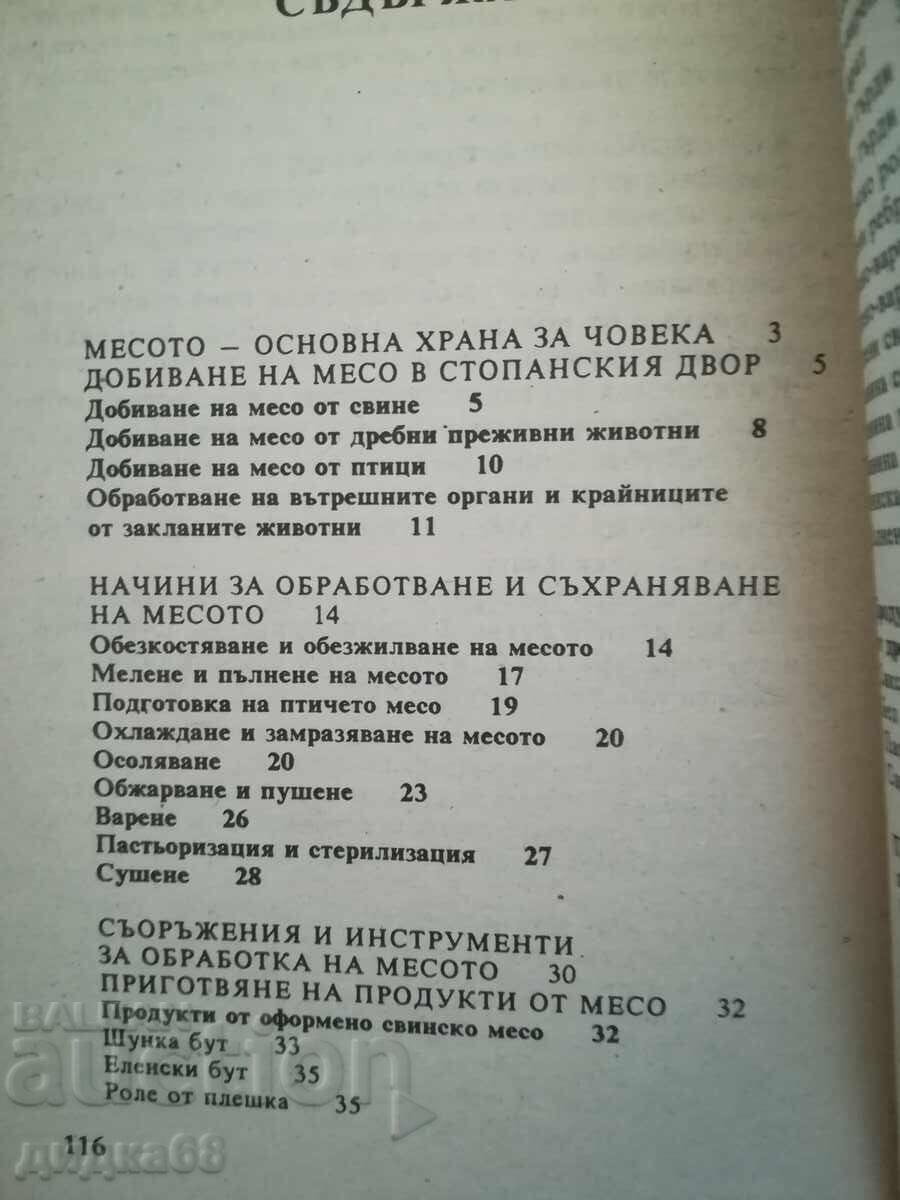 МЕСОТО – ОСНОВНА ХРАНА ЗА ЧОВЕКА 3
ДОБИВАНЕ НА МЕСО В СТОПАНСКИЯ ДВОР 5
Добиване на месо от свине 5
Добиване на месо от дребни преживни животни 8
Добиване на месо от птици 10
Обработване на вътрешните органи и крайниците
от закланите животни 11
НАЧИНИ ЗА ОБРАБОТВАНЕ И СЪХРАНЯВАНЕ
НА МЕСОТО 14
Обезкостяване и обезжилване на месото 14
Мелене и пълнене на месото 17
Подготовка на птичето месо 19
Охлаждане и замразяване на месото 20
Осоляване 20
Обжарване и пушене 23
Варене 26
Пастьоризация и стерилизация 27
Сушене 28
СЪОРЪЖЕНИЯ И ИНСТРУМЕНТИ
ЗА ОБРАБОТКА НА МЕСОТО 30
ПРИГОТВЯНЕ НА ПРОДУКТИ ОТ МЕСО 32
Продукти от оформено свинско месо 32
Шунка бут 33
Еленски бут 35
Роле от плешка 35
116
BALKAN
auction
дидка68